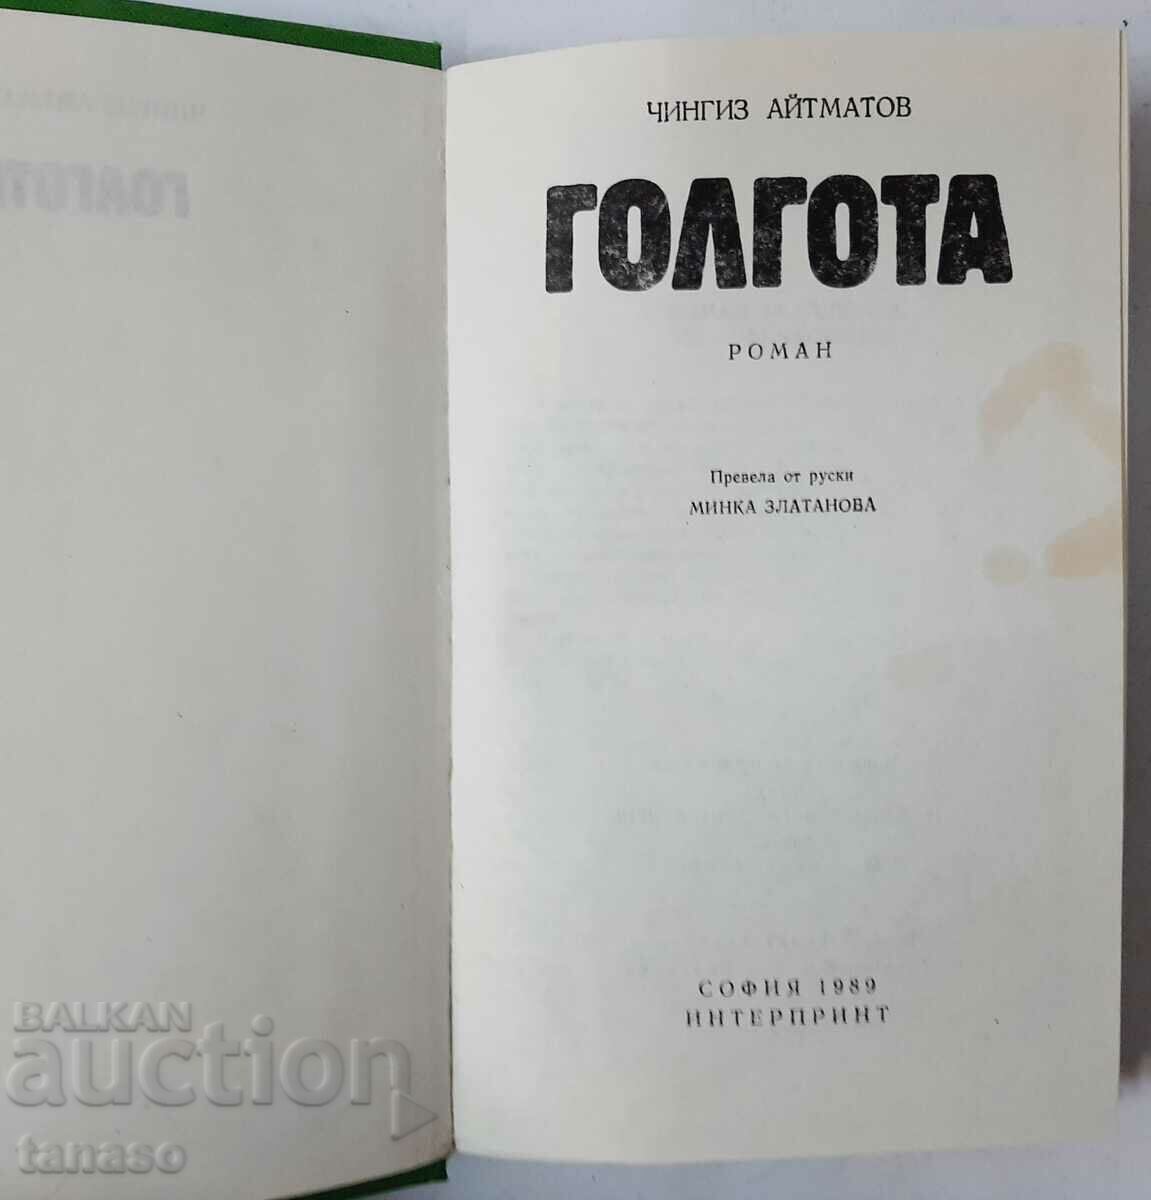 ЧИНГИЗ АЙТМАТОВ
ГОЛГОТА
РОМАН
Превела от руски
МИНКА ЗЛАТАНОВА
СОФИЯ 1989
ИНТЕРПРИНТ
BALKAN
auction
tanaso